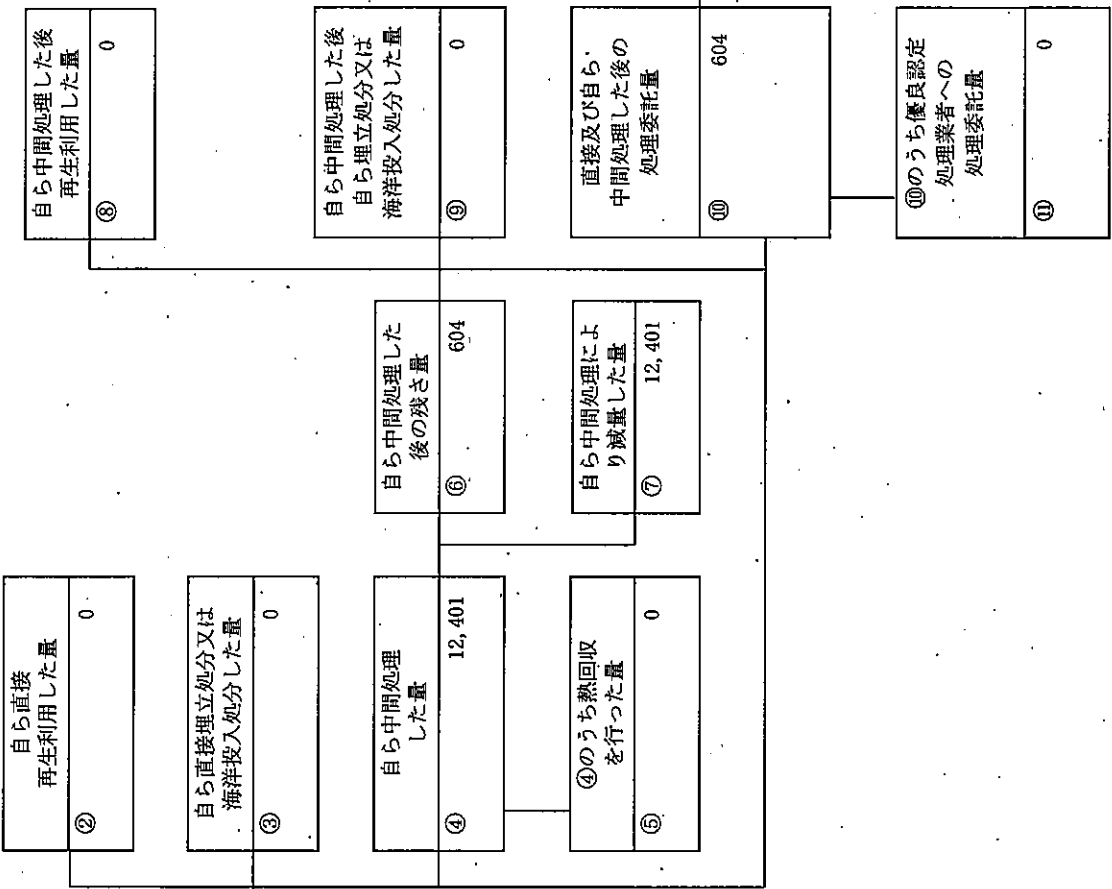 自ら直接
再生利用した量
②
0
自ら直接埋立処分又は
海洋投入処分した量
③
0
自ら中間処理
した量
④
12,401
④のうち熱回収
を行った量
⑤
0
自ら中間処理した
後の残さ量
⑥
604
自ら中間処理によ
り減量した量
⑦
12,401
自ら中間処理した後
再生利用した量
⑧
0
自ら中間処理した後
自ら埋立処分又は
海洋投入処分した量
⑨
0
直接及び自ら
中間処理した後の
処理委託量
⑩
604
⑩のうち優良認定
処理業者への
処理委託量
⑪
0